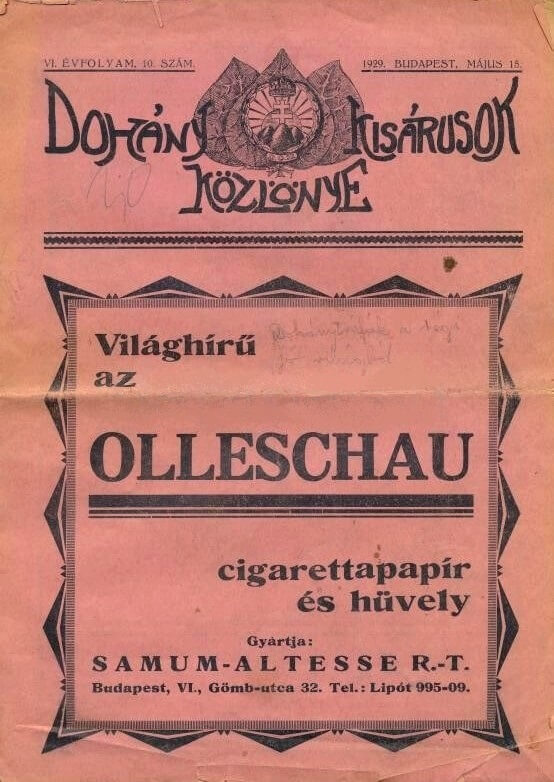 VI. ÉVFOLYAM, 10. SZÁM.
1929. BUDAPEST, MÁJUS 15.
DOHÁNY KISÁRUSOK
KÖZLÖNYE
Világhírű
az
OLLESCHAU
cigarettapapír
és hüvely
Gyártja:
SAMUM-ALTESSE R.-T.
Budapest, VI., Gömb-utca 32. Tel.: Lipót 995-09.